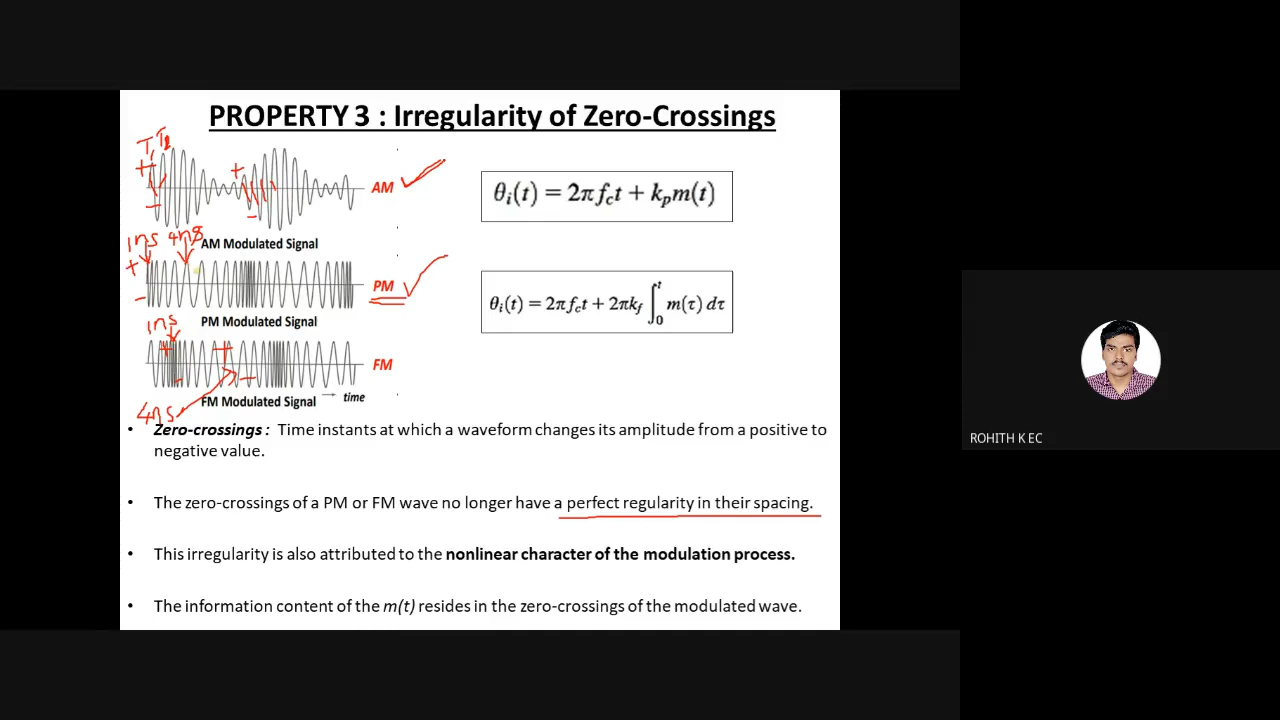 PROPERTY 3 : Irregularity of Zero-Crossings
T1 T2
+ +
AM
- -
AM Modulated Signal
1ns 4ns
+
PM
-
PM Modulated Signal
1ns
+ +
FM
- -
FM Modulated Signal → time
4ns
θi(t) = 2πfct + kpm(t)
θi(t) = 2πfct + 2πkf ∫0t m(τ) dτ
• Zero-crossings : Time instants at which a waveform changes its amplitude from a positive to
negative value.
• The zero-crossings of a PM or FM wave no longer have a perfect regularity in their spacing.
• This irregularity is also attributed to the nonlinear character of the modulation process.
• The information content of the m(t) resides in the zero-crossings of the modulated wave.
ROHITH K EC